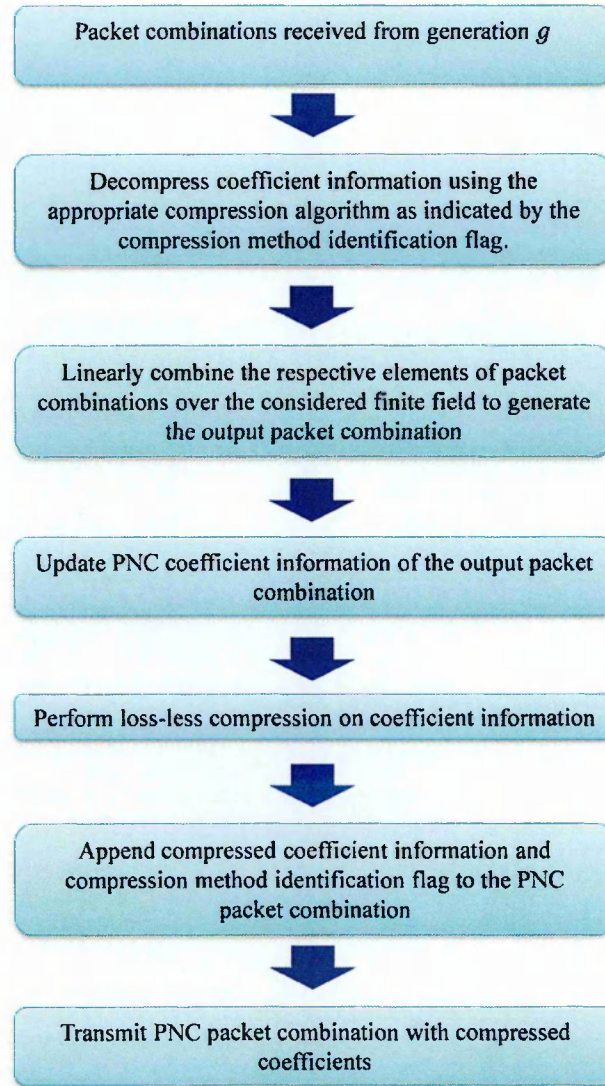 Packet combinations received from generation g
Decompress coefficient information using the
appropriate compression algorithm as indicated by the
compression method identification flag.
Linearly combine the respective elements of packet
combinations over the considered finite field to generate
the output packet combination
Update PNC coefficient information of the output packet
combination
Perform loss-less compression on coefficient information
Append compressed coefficient information and
compression method identification flag to the PNC
packet combination
Transmit PNC packet combination with compressed
coefficients